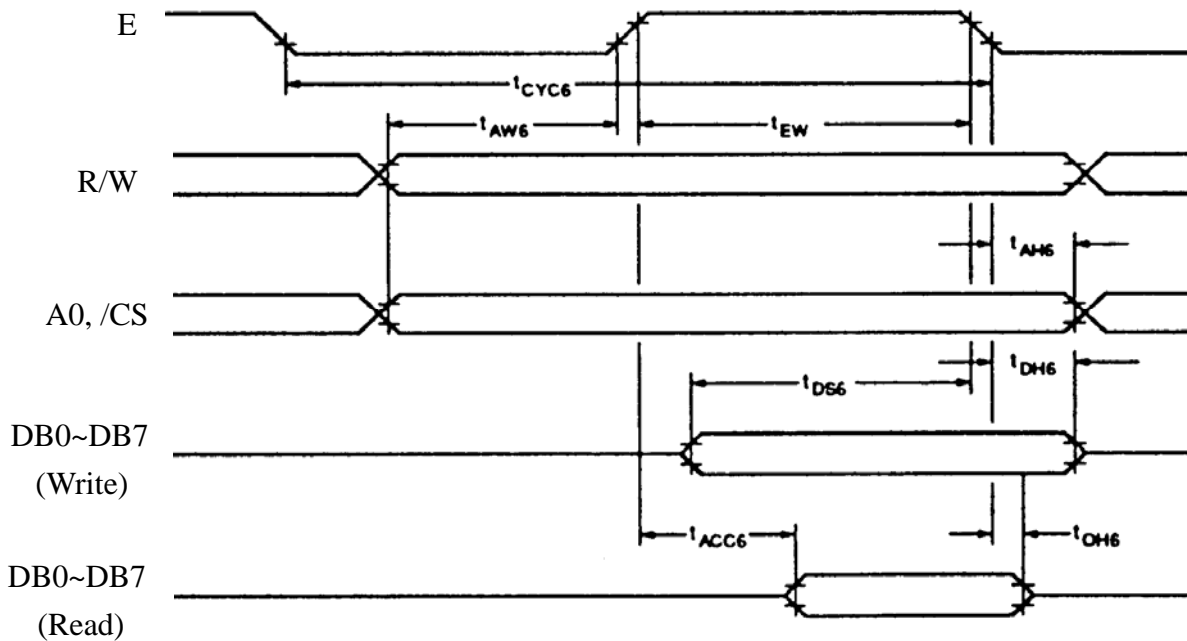 E
tCYC6
tAW6
tEW
R/W
tAH6
A0, /CS
tDH6
tDS6
DB0~DB7
(Write)
tACC6
tOH6
DB0~DB7
(Read)